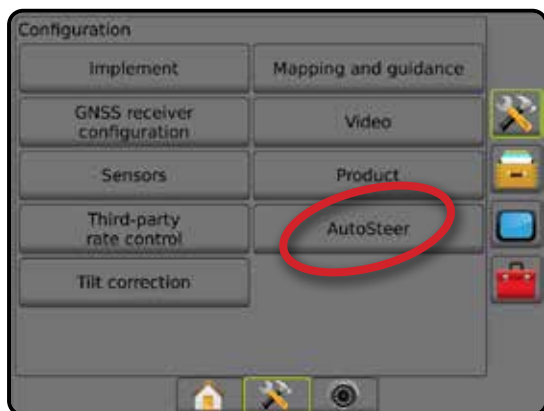 Configuration
Implement
Mapping and guidance
GNSS receiver
configuration
Video
Sensors
Product
Third-party
rate control
AutoSteer
Tilt correction